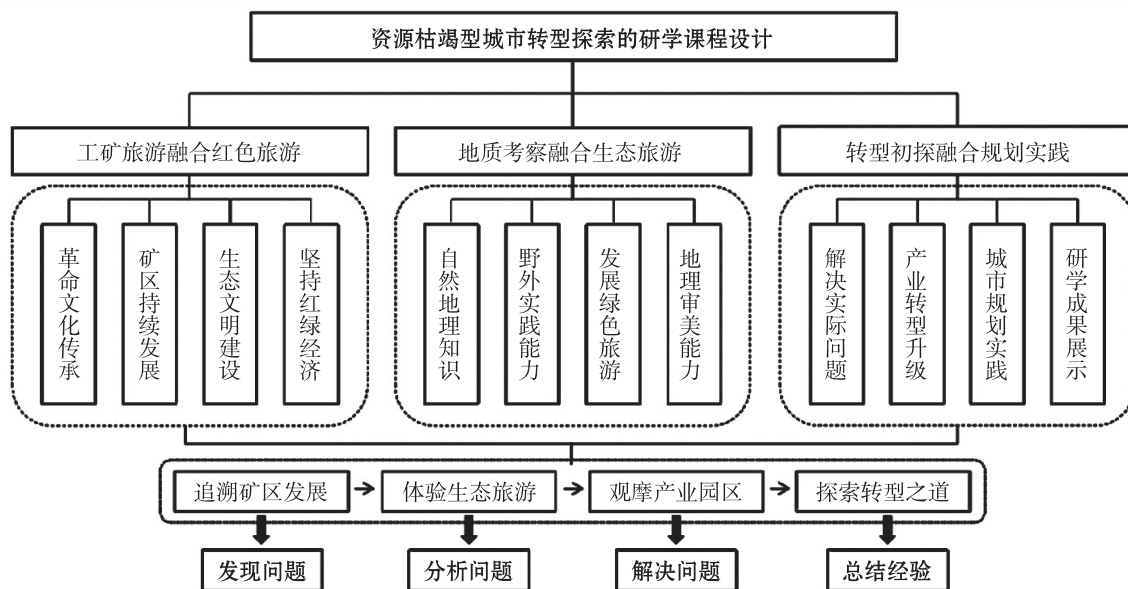 资源枯竭型城市转型探索的研学课程设计
工矿旅游融合红色旅游
地质考察融合生态旅游
转型初探融合规划实践
革命文化传承
矿区持续发展
生态文明建设
坚持红绿经济
自然地理知识
野外实践能力
发展绿色旅游
地理审美能力
解决实际问题
产业转型升级
城市规划实践
研学成果展示
追溯矿区发展
体验生态旅游
观摩产业园区
探索转型之道
发现问题
分析问题
解决问题
总结经验